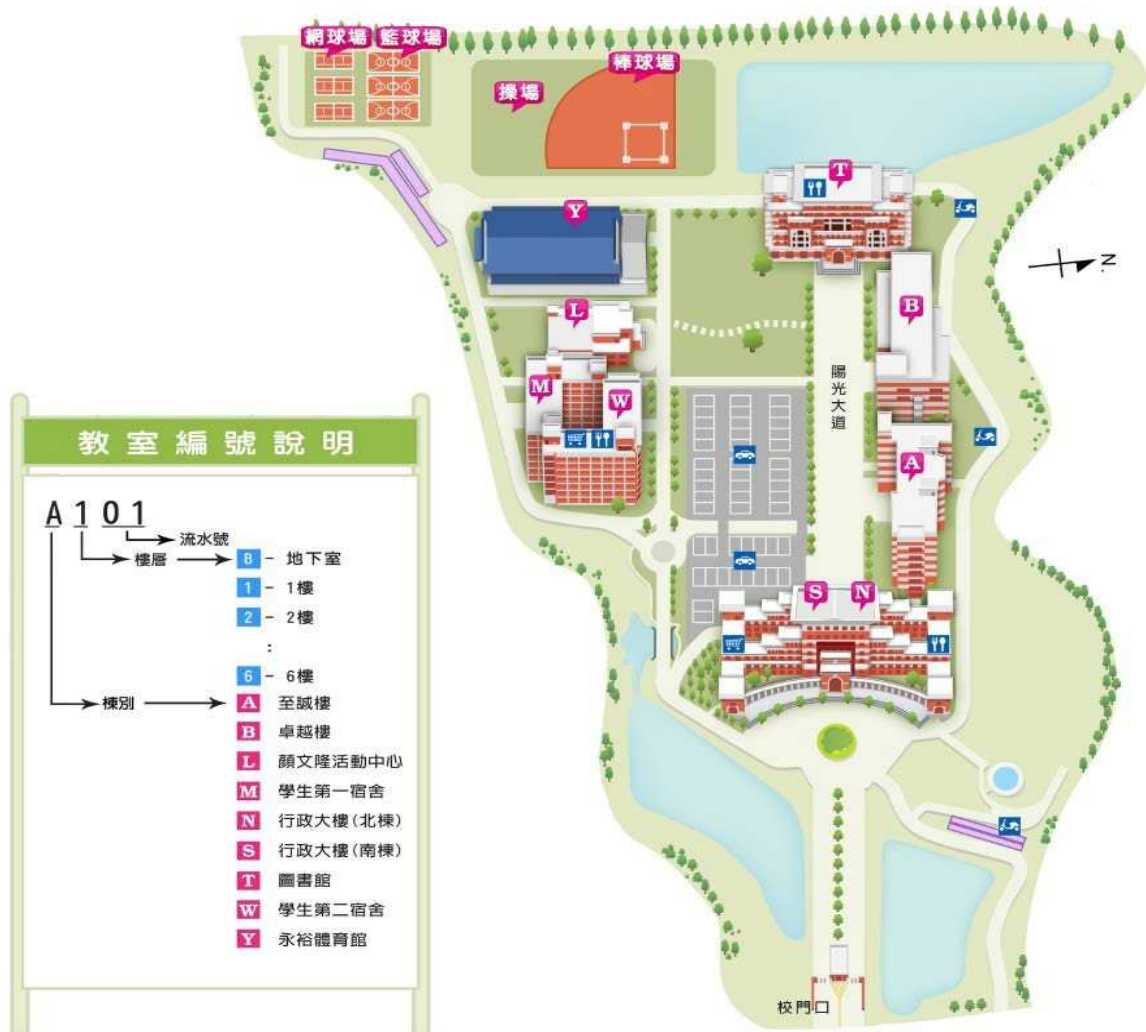 網球場 籃球場
棒球場
操場
T
Y
N
B
L
陽光大道
M
W
A
S N
校門口
教室編號說明
A 1 0 1
流水號
樓層
B - 地下室
1 - 1樓
2 - 2樓
:
6 - 6樓
棟別
A 至誠樓
B 卓越樓
L 顏文隆活動中心
M 學生第一宿舍
N 行政大樓(北棟)
S 行政大樓(南棟)
T 圖書館
W 學生第二宿舍
Y 永裕體育館